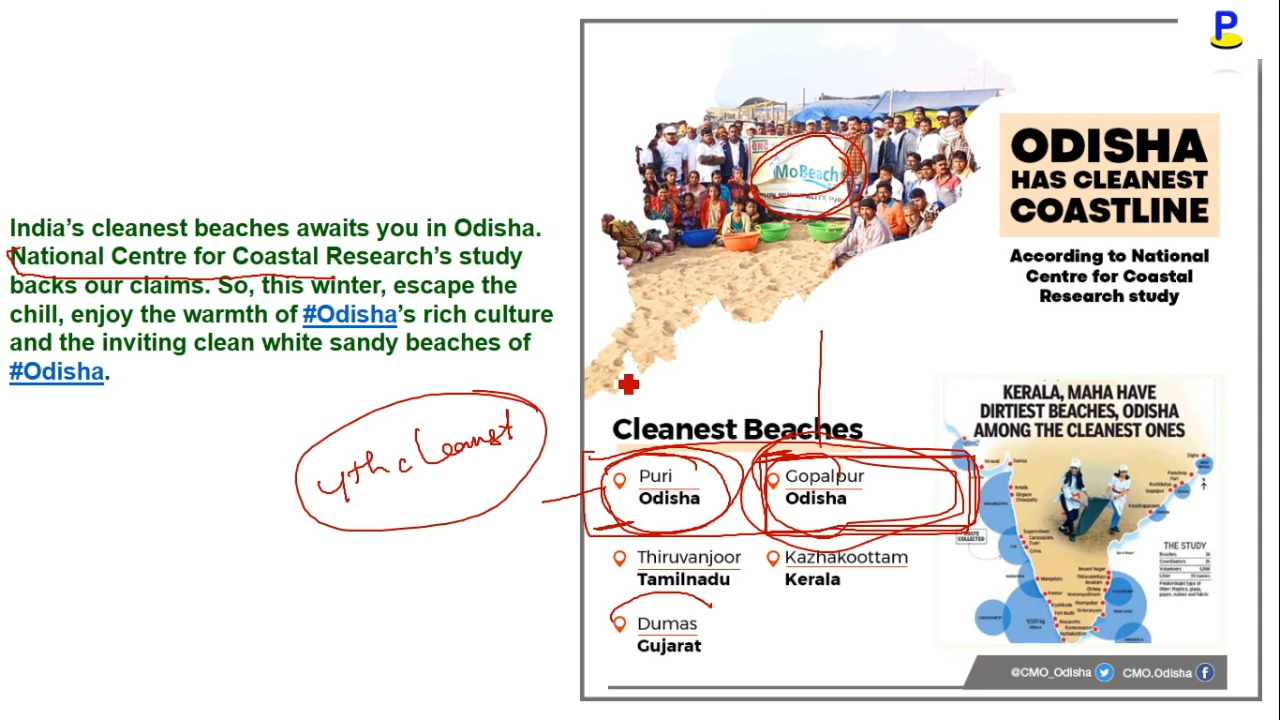 P
India's cleanest beaches awaits you in Odisha.
National Centre for Coastal Research's study
backs our claims. So, this winter, escape the
chill, enjoy the warmth of #Odisha's rich culture
and the inviting clean white sandy beaches of
#Odisha.
4th cleanest
OMC
Mo Beach
ODISHA
HAS CLEANEST
COASTLINE
According to National
Centre for Coastal
Research study
Cleanest Beaches
Puri
Odisha
Gopalpur
Odisha
Thiruvanjoor
Tamilnadu
Kazhakoottam
Kerala
Dumas
Gujarat
KERALA, MAHA HAVE
DIRTIEST BEACHES, ODISHA
AMONG THE CLEANEST ONES
THE STUDY
@CMO_Odisha
CMO.Odisha